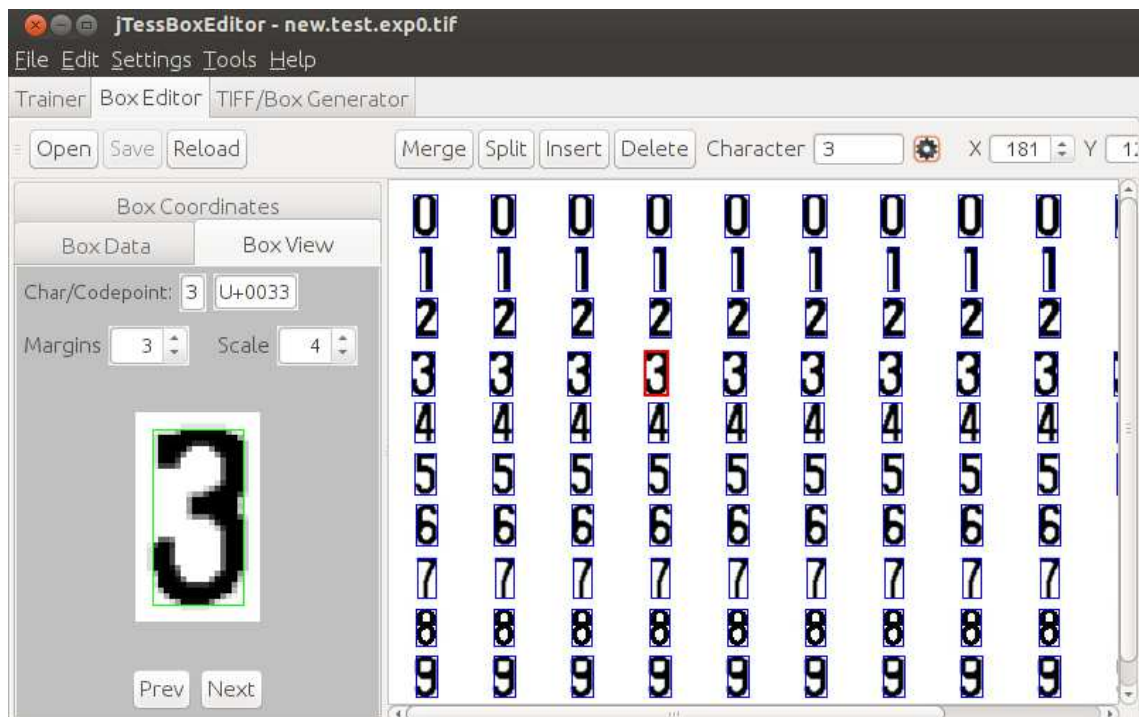 jTessBoxEditor - new.test.exp0.tif
File Edit Settings Tools Help
Trainer Box Editor TIFF/Box Generator
Open Save Reload Merge Split Insert Delete Character 3 X 181 Y
Box Coordinates
Box Data Box View
Char/Codepoint: 3 U+0033
Margins 3 Scale 4
3
Prev Next
0 0 0 0 0 0 0 0 0
1 1 1 1 1 1 1 1 1
2 2 2 2 2 2 2 2 2
3 3 3 3 3 3 3 3 3
4 4 4 4 4 4 4 4 4
5 5 5 5 5 5 5 5 5
6 6 6 6 6 6 6 6 6
7 7 7 7 7 7 7 7 7
8 8 8 8 8 8 8 8 8
9 9 9 9 9 9 9 9 9